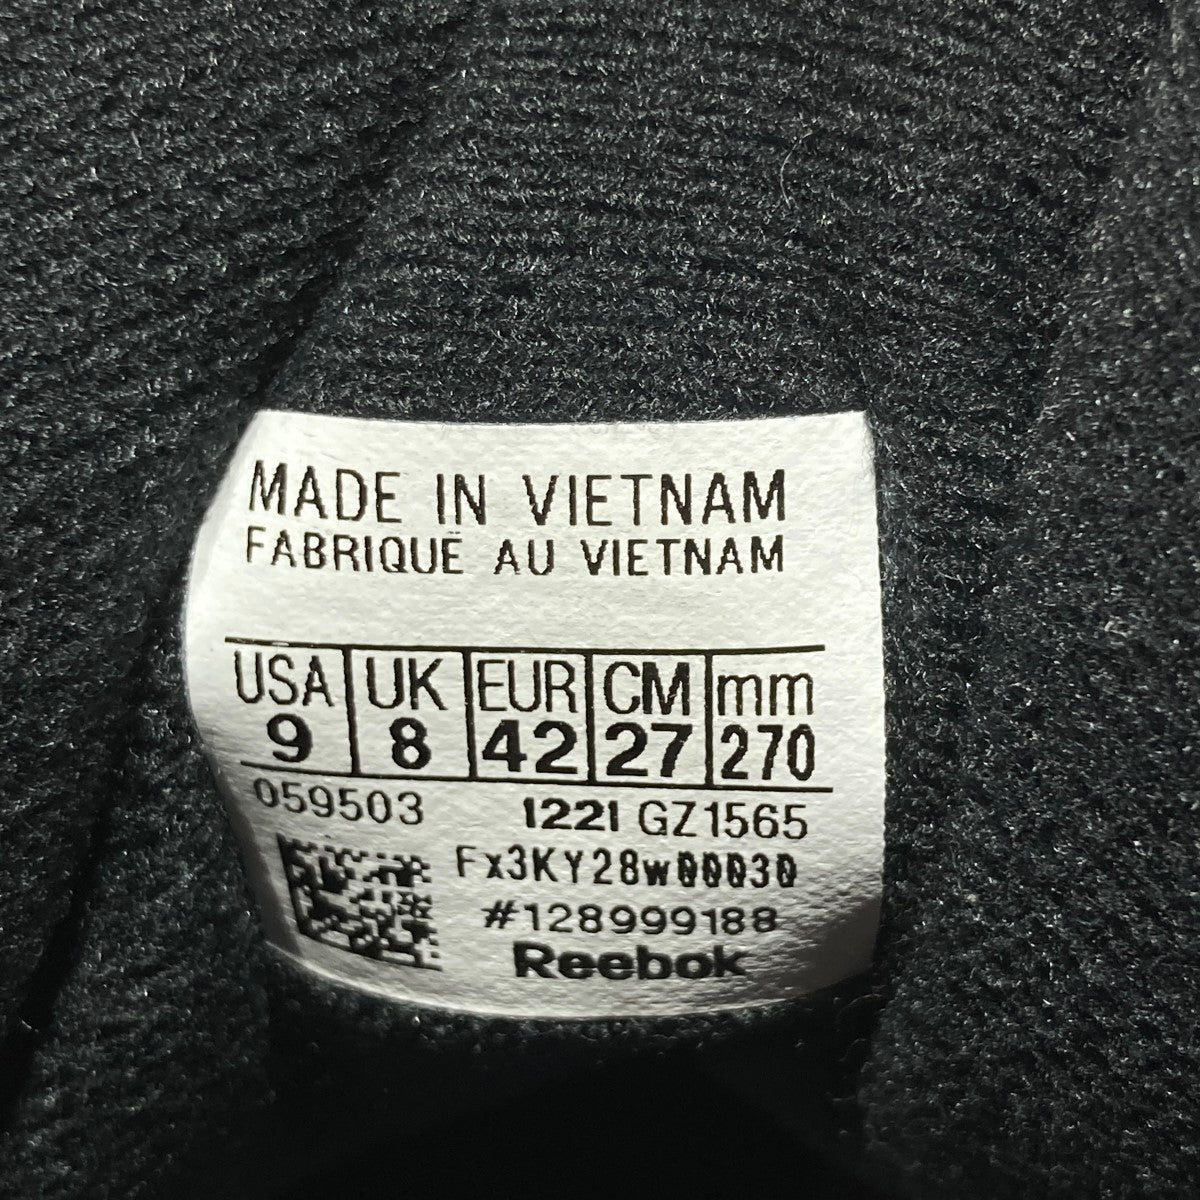 MADE IN VIETNAM
FABRIQUË AU VIETNAM
USA UK EUR CM mm
9 8 42 27 270
059503 1221 GZ1565
Fx3KY28w00030
#128999188
Reebok